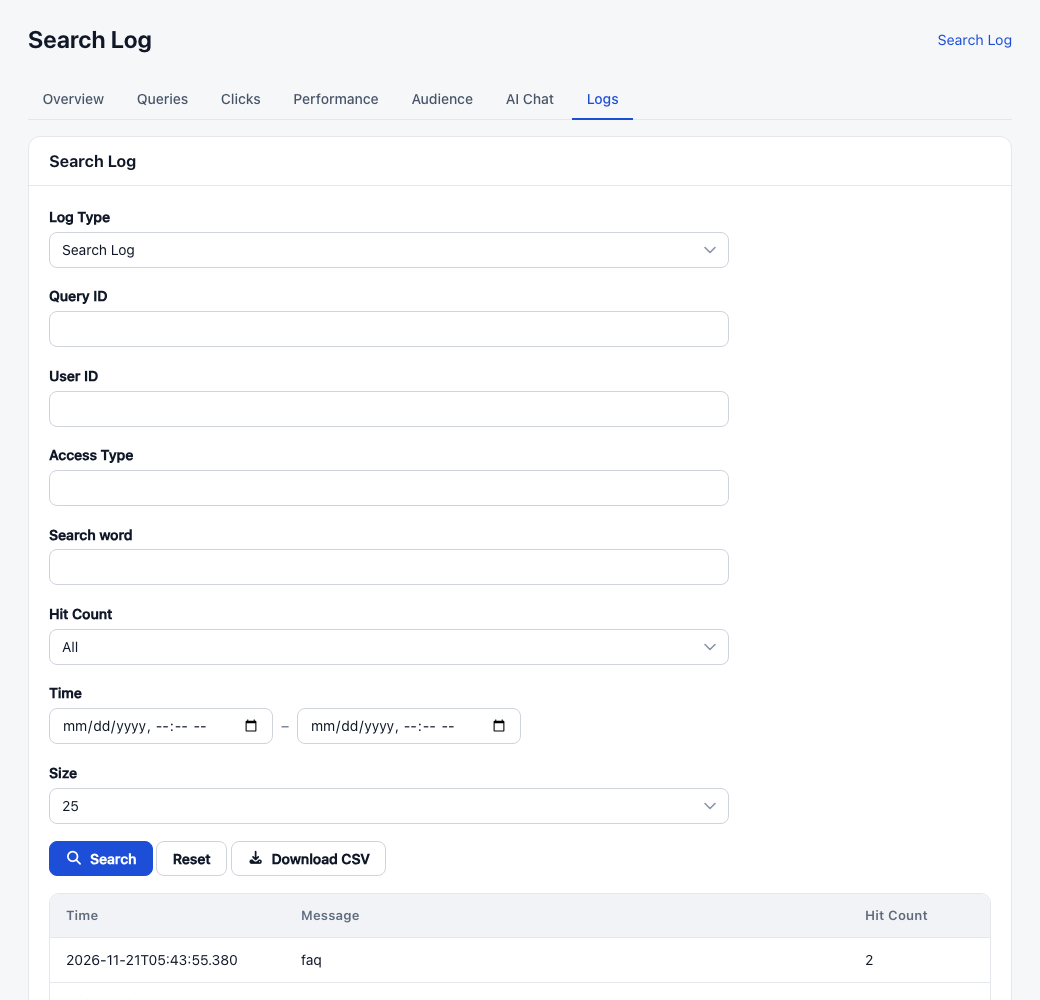 Search Log
Search Log
Overview Queries Clicks Performance Audience AI Chat Logs
Search Log
Log Type
Search Log
Query ID
User ID
Access Type
Search word
Hit Count
All
Time
mm/dd/yyyy, --:-- -- – mm/dd/yyyy, --:-- --
Size
25
Search Reset Download CSV
Time Message Hit Count
2026-11-21T05:43:55.380 faq 2